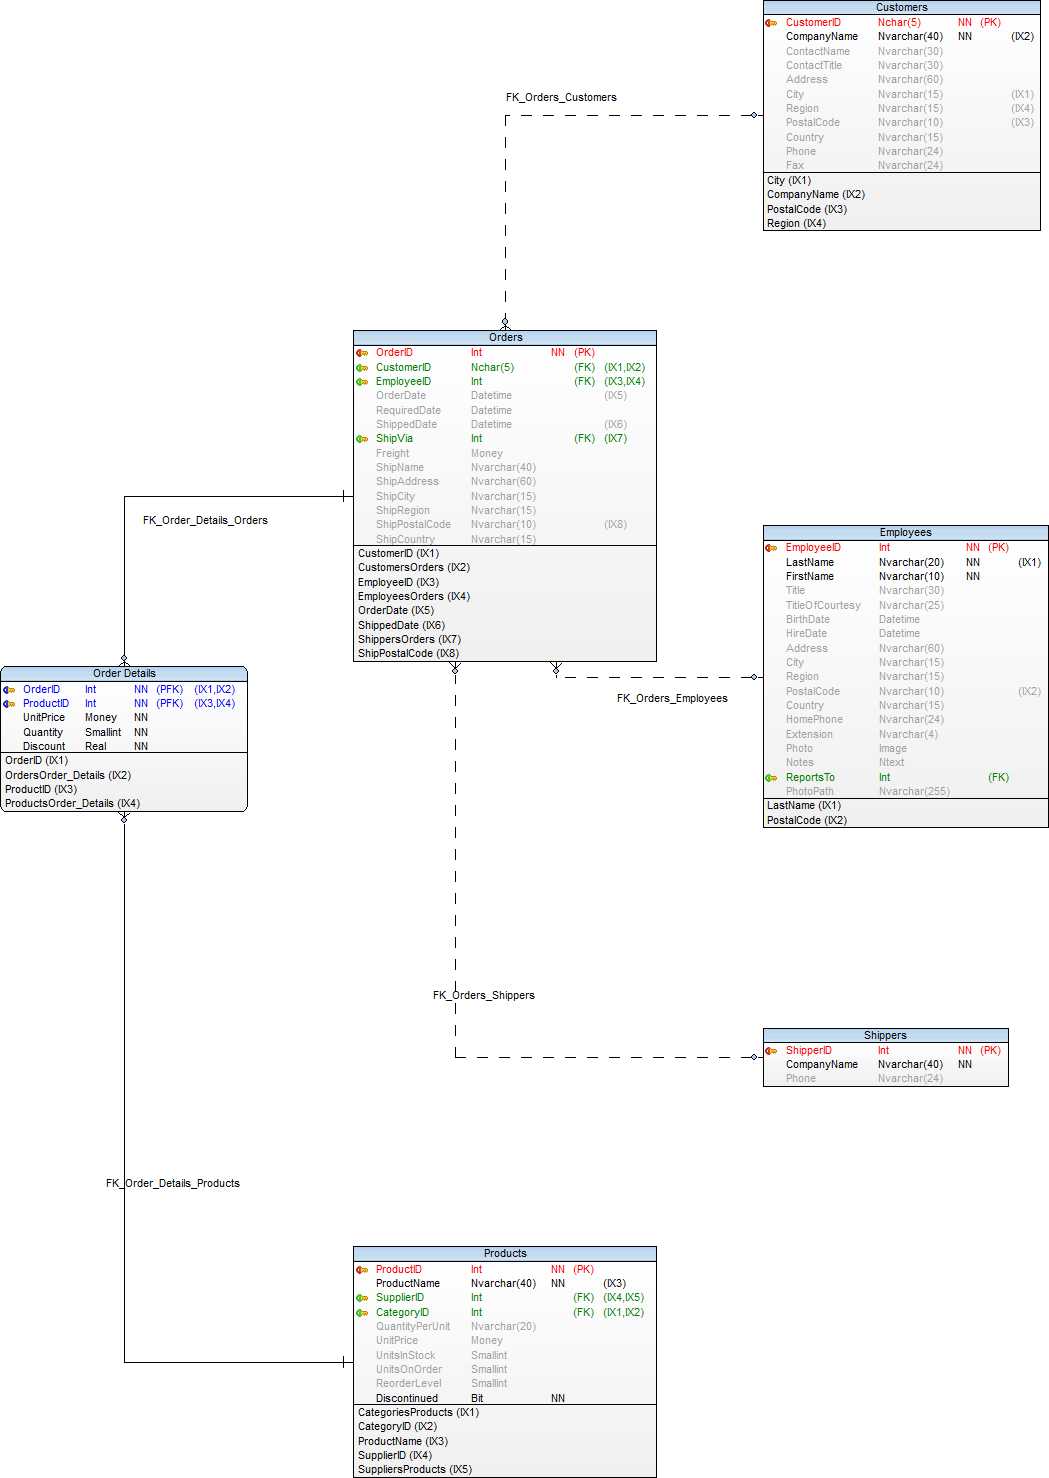 Customers
CustomerID Nchar(5) NN (PK)
CompanyName Nvarchar(40) NN (IX2)
ContactName Nvarchar(30)
ContactTitle Nvarchar(30)
Address Nvarchar(60)
City Nvarchar(15) (IX1)
Region Nvarchar(15) (IX4)
PostalCode Nvarchar(10) (IX3)
Country Nvarchar(15)
Phone Nvarchar(24)
Fax Nvarchar(24)
City (IX1)
CompanyName (IX2)
PostalCode (IX3)
Region (IX4)
FK_Orders_Customers
Orders
OrderID Int NN (PK)
CustomerID Nchar(5) (FK) (IX1,IX2)
EmployeeID Int (FK) (IX3,IX4)
OrderDate Datetime (IX5)
RequiredDate Datetime
ShippedDate Datetime (IX6)
ShipVia Int (FK) (IX7)
Freight Money
ShipName Nvarchar(40)
ShipAddress Nvarchar(60)
ShipCity Nvarchar(15)
ShipRegion Nvarchar(15)
ShipPostalCode Nvarchar(10) (IX8)
ShipCountry Nvarchar(15)
CustomerID (IX1)
CustomersOrders (IX2)
EmployeeID (IX3)
EmployeesOrders (IX4)
OrderDate (IX5)
ShippedDate (IX6)
ShippersOrders (IX7)
ShipPostalCode (IX8)
FK_Order_Details_Orders
Employees
EmployeeID Int NN (PK)
LastName Nvarchar(20) NN (IX1)
FirstName Nvarchar(10) NN
Title Nvarchar(30)
TitleOfCourtesy Nvarchar(25)
BirthDate Datetime
HireDate Datetime
Address Nvarchar(60)
City Nvarchar(15)
Region Nvarchar(15)
PostalCode Nvarchar(10) (IX2)
Country Nvarchar(15)
HomePhone Nvarchar(24)
Extension Nvarchar(4)
Photo Image
Notes Ntext
ReportsTo Int (FK)
PhotoPath Nvarchar(255)
LastName (IX1)
PostalCode (IX2)
FK_Orders_Employees
Order Details
OrderID Int NN (PFK) (IX1,IX2)
ProductID Int NN (PFK) (IX3,IX4)
UnitPrice Money NN
Quantity Smallint NN
Discount Real NN
OrderID (IX1)
OrdersOrder_Details (IX2)
ProductID (IX3)
ProductsOrder_Details (IX4)
FK_Orders_Shippers
Shippers
ShipperID Int NN (PK)
CompanyName Nvarchar(40) NN
Phone Nvarchar(24)
FK_Order_Details_Products
Products
ProductID Int NN (PK)
ProductName Nvarchar(40) NN (IX3)
SupplierID Int (FK) (IX4,IX5)
CategoryID Int (FK) (IX1,IX2)
QuantityPerUnit Nvarchar(20)
UnitPrice Money
UnitsInStock Smallint
UnitsOnOrder Smallint
ReorderLevel Smallint
Discontinued Bit NN
CategoriesProducts (IX1)
CategoryID (IX2)
ProductName (IX3)
SupplierID (IX4)
SuppliersProducts (IX5)